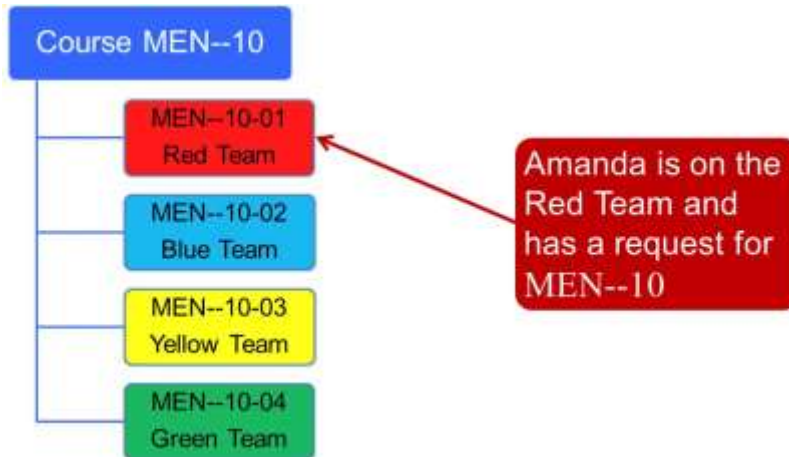 Course MEN--10
MEN--10-01
Red Team
MEN--10-02
Blue Team
MEN--10-03
Yellow Team
MEN--10-04
Green Team
Amanda is on the
Red Team and
has a request for
MEN--10